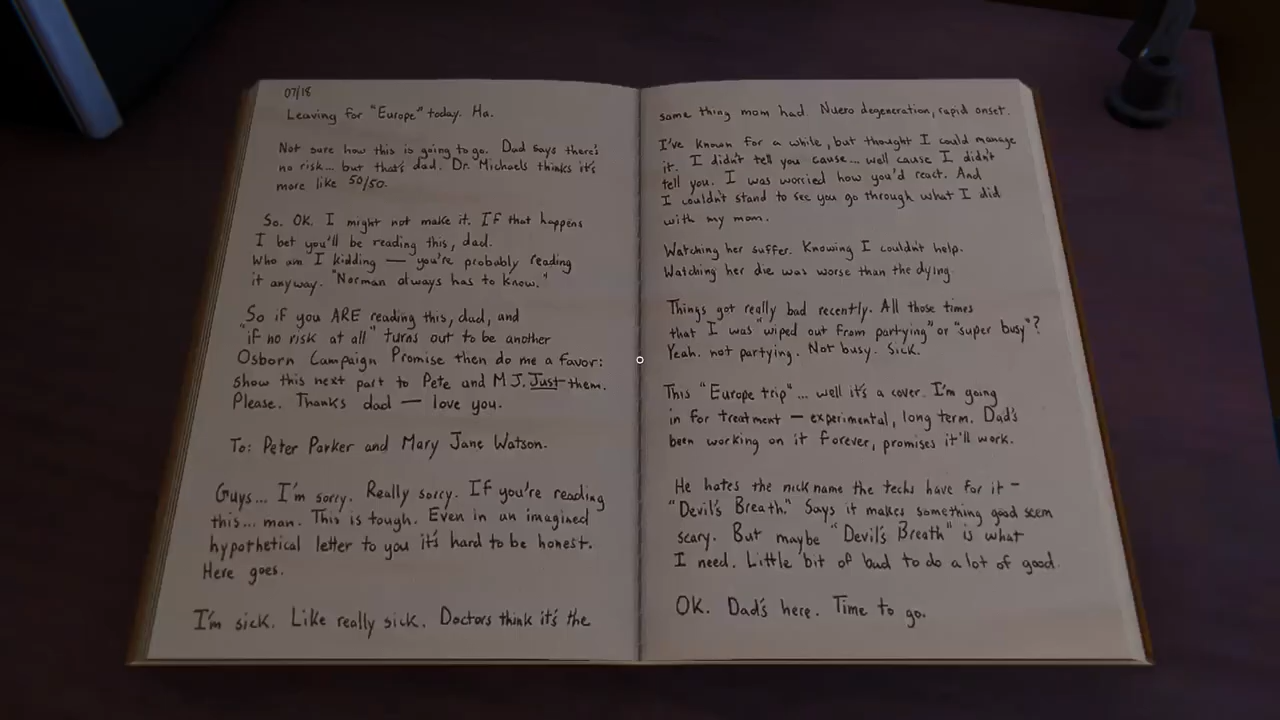 07/18
Leaving for "Europe" today. Ha.
Not sure how this is going to go. Dad says there's
no risk... but that's dad. Dr. Michaels thinks it's
more like 50/50.
So. OK. I might not make it. If that happens
I bet you'll be reading this, dad.
Who am I kidding — you're probably reading
it anyway. "Norman always has to know."
So if you ARE reading this, dad, and
"if no risk at all" turns out to be another
Osborn Campaign Promise then do me a favor:
show this next part to Pete and MJ. Just them.
Please. Thanks dad — love you.
To: Peter Parker and Mary Jane Watson.
Guys... I'm sorry. Really sorry. If you're reading
this... man. This is tough. Even in an imagined
hypothetical letter to you it's hard to be honest.
Here goes.
I'm sick. Like really sick. Doctors think it's the
same thing mom had. Nuero degeneration, rapid onset.
I've known for a while, but thought I could manage
it. I didn't tell you cause... well cause I didn't
tell you. I was worried how you'd react. And
I couldn't stand to see you go through what I did
with my mom.
Watching her suffer. Knowing I couldn't help.
Watching her die was worse than the dying.
Things got really bad recently. All those times
that I was "wiped out from partying" or "super busy"?
Yeah. not partying. Not busy. Sick.
This "Europe trip"... well it's a cover. I'm going
in for treatment — experimental, long term. Dad's
been working on it forever, promises it'll work.
He hates the nickname the techs have for it -
"Devil's Breath." Says it makes something good seem
scary. But maybe "Devil's Breath" is what
I need. Little bit of bad to do a lot of good.
OK. Dad's here. Time to go.